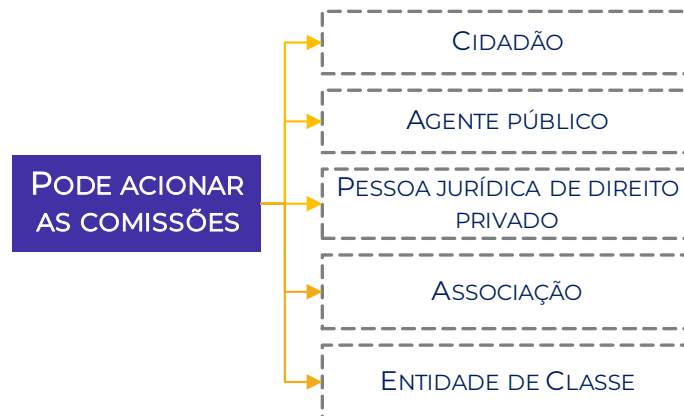 PODE ACIONAR
AS COMISSÕES
CIDADÃO
AGENTE PÚBLICO
PESSOA JURÍDICA DE DIREITO
PRIVADO
ASSOCIAÇÃO
ENTIDADE DE CLASSE